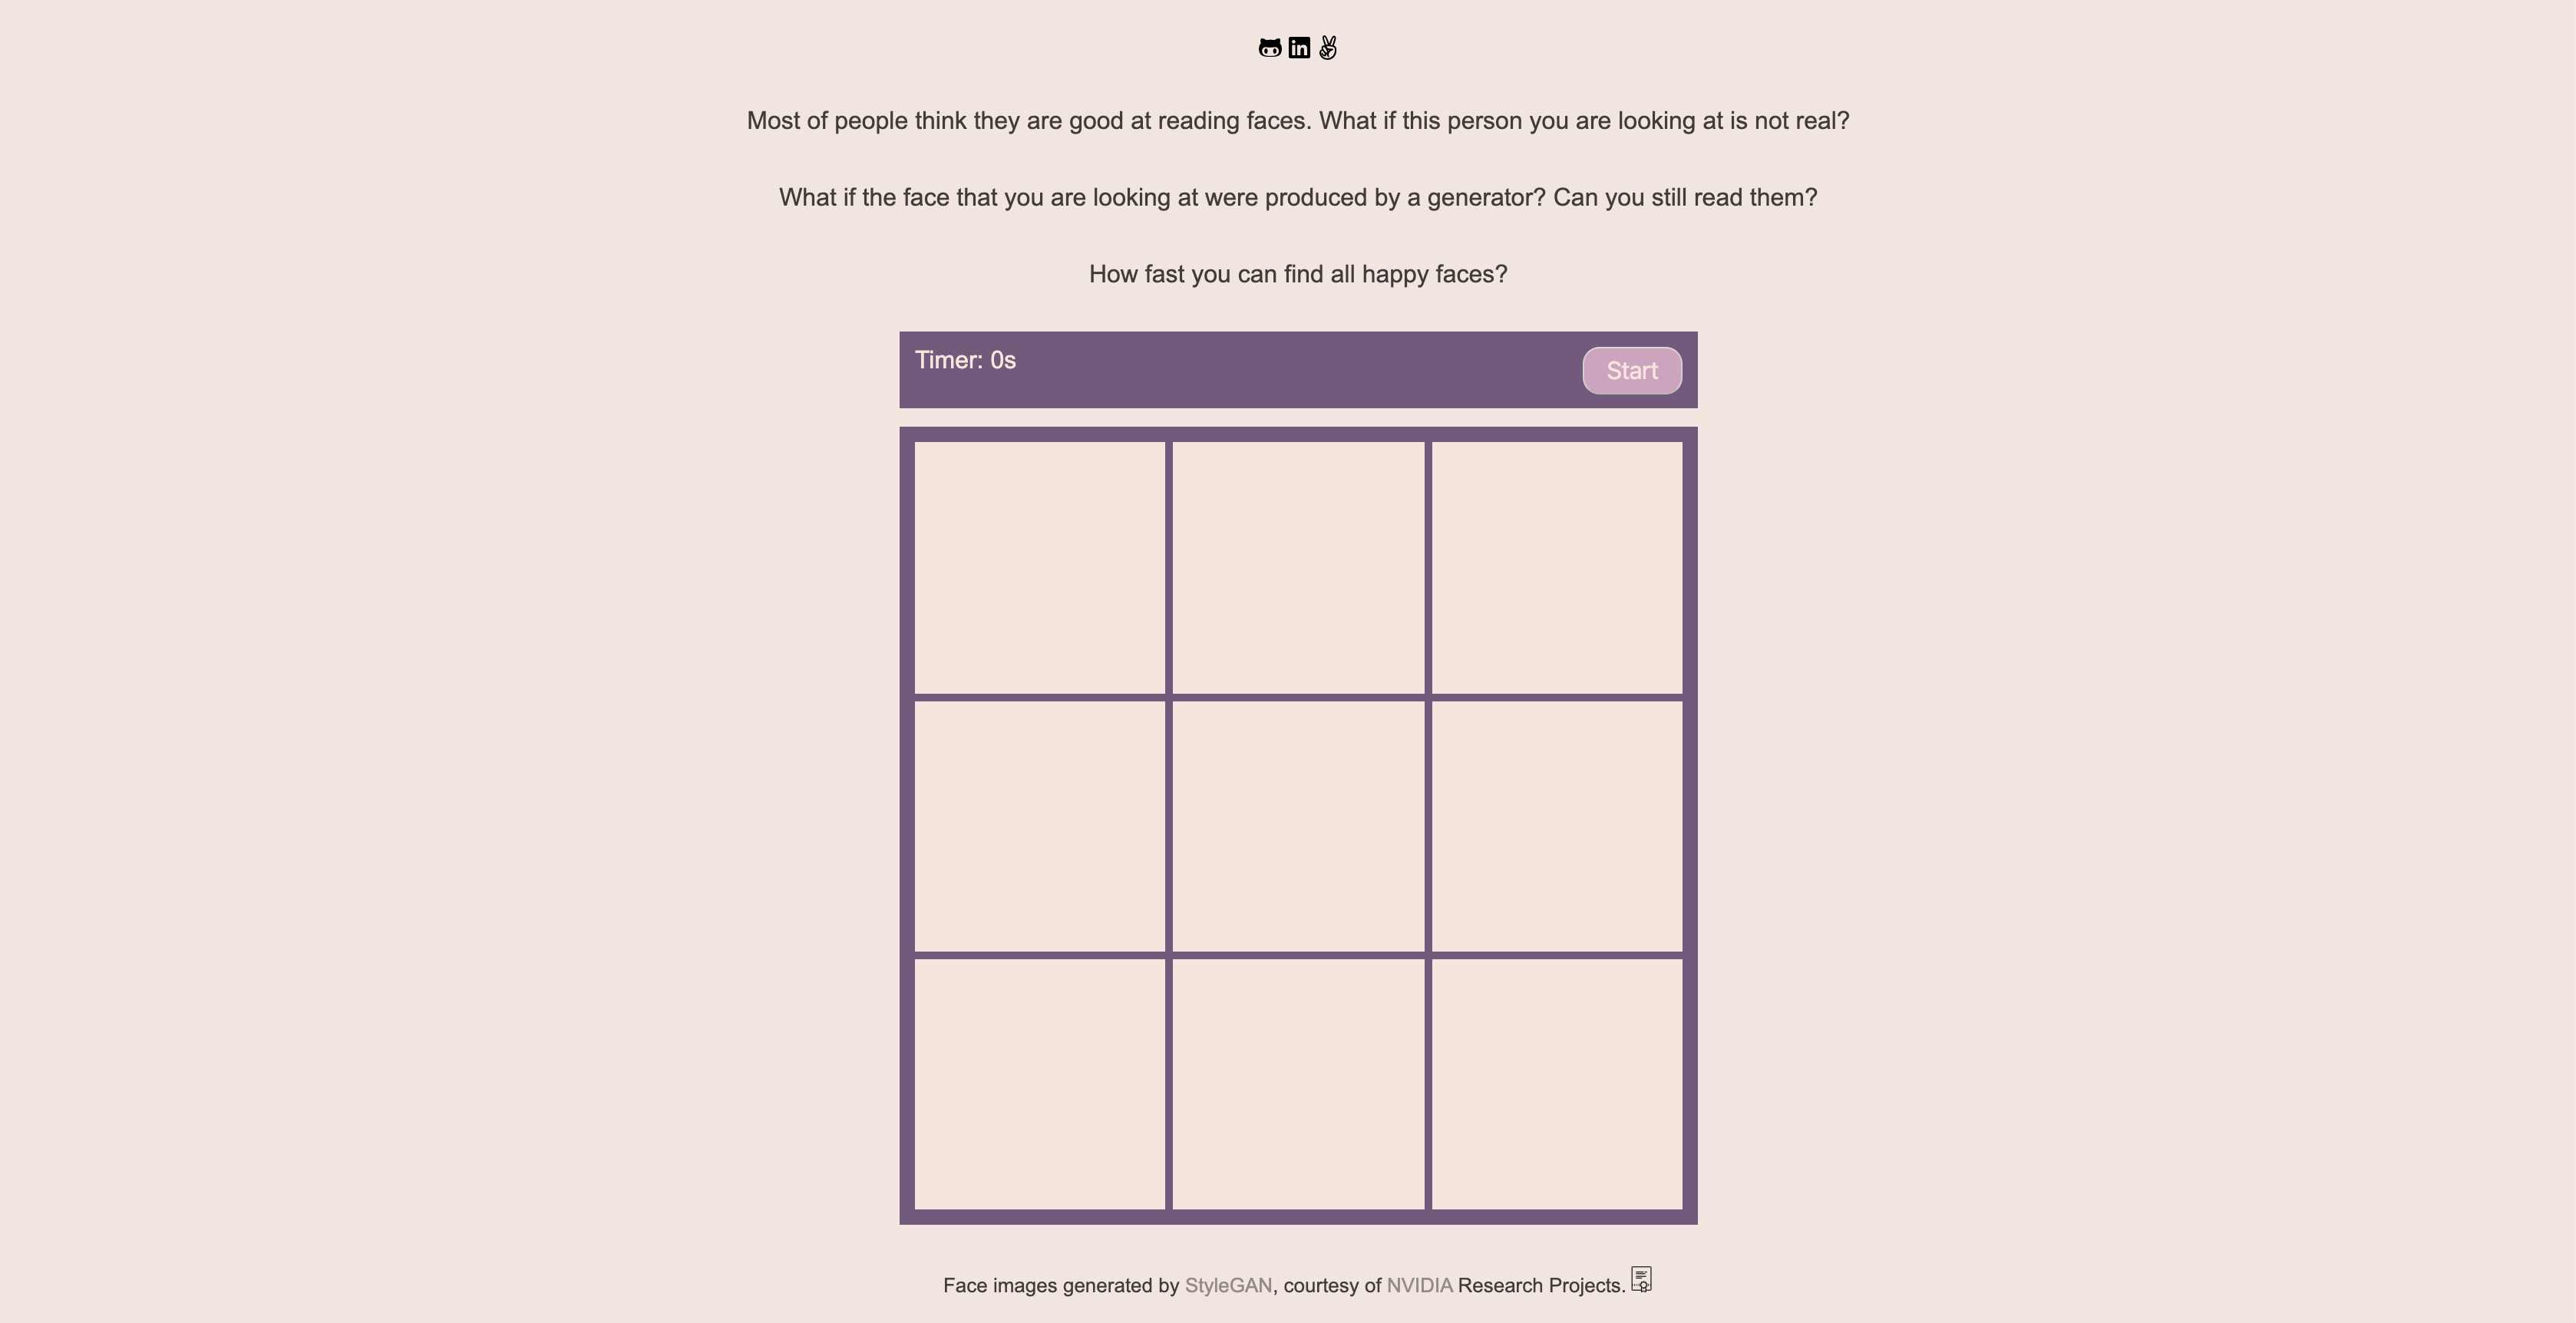 Most of people think they are good at reading faces. What if this person you are looking at is not real?
What if the face that you are looking at were produced by a generator? Can you still read them?
How fast you can find all happy faces?
Timer: 0s
Start
Face images generated by StyleGAN, courtesy of NVIDIA Research Projects.